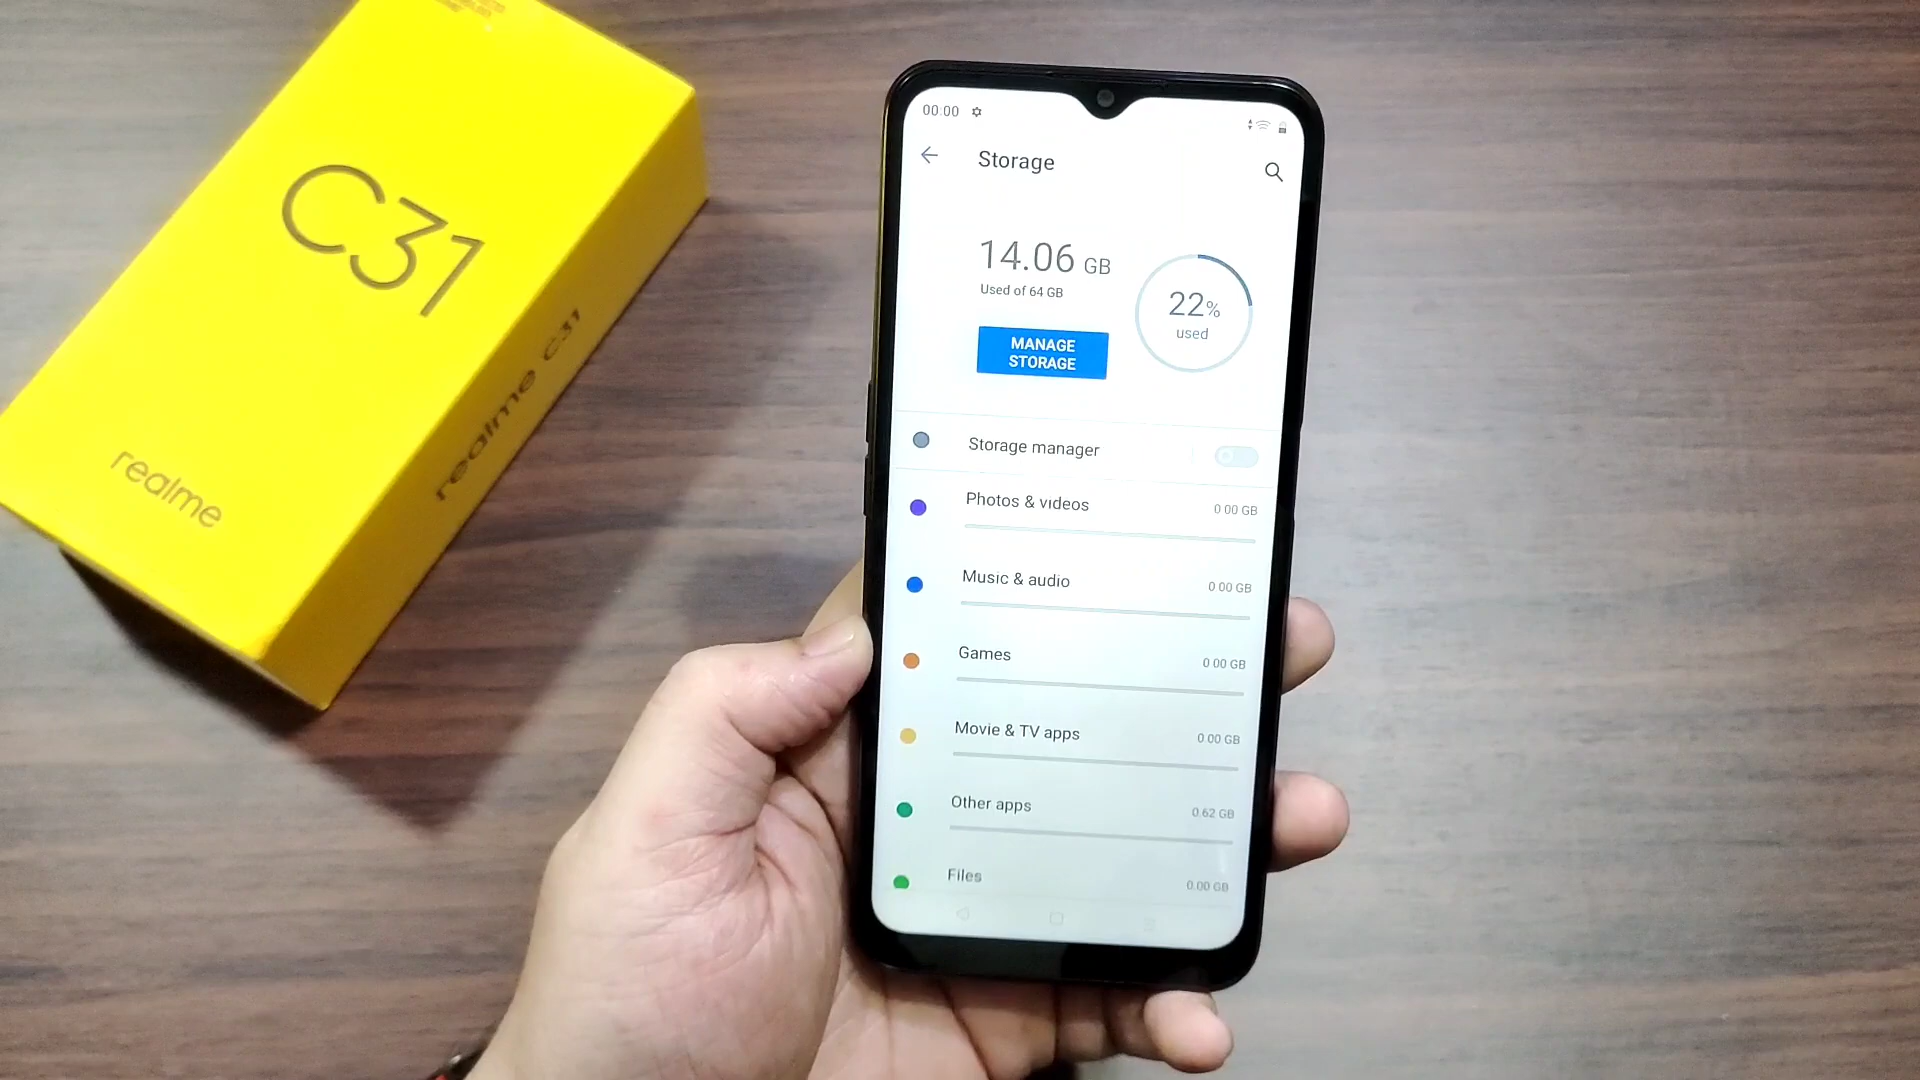 C31
realme
realme C31
00:00
Storage
14.06 GB
Used of 64 GB
22%
used
MANAGE
STORAGE
Storage manager
Photos & videos
0 00 GB
Music & audio
0 00 GB
Games
0 00 GB
Movie & TV apps
0 00 GB
Other apps
0.62 GB
Files
0.00 GB